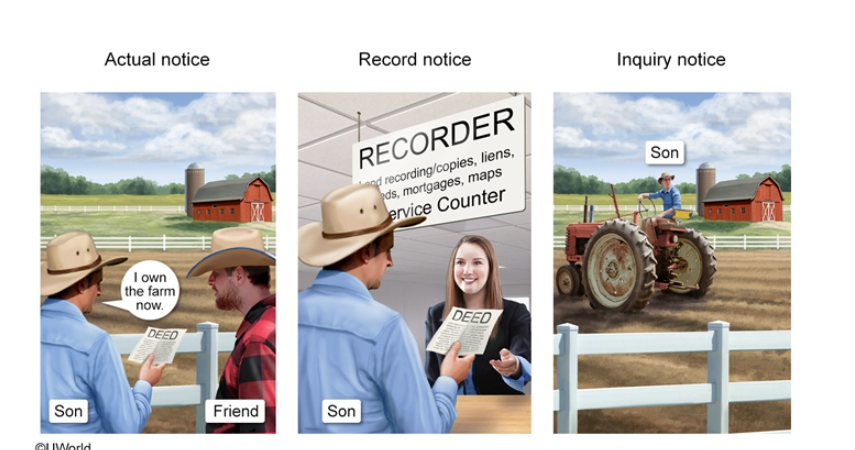 Actual notice
Record notice
Inquiry notice
I own
the farm
now.
DEED
Son
Friend
RECORDER
recording/copies, liens,
mortgages, maps
Counter
DEED
Son
Son
©UWorld